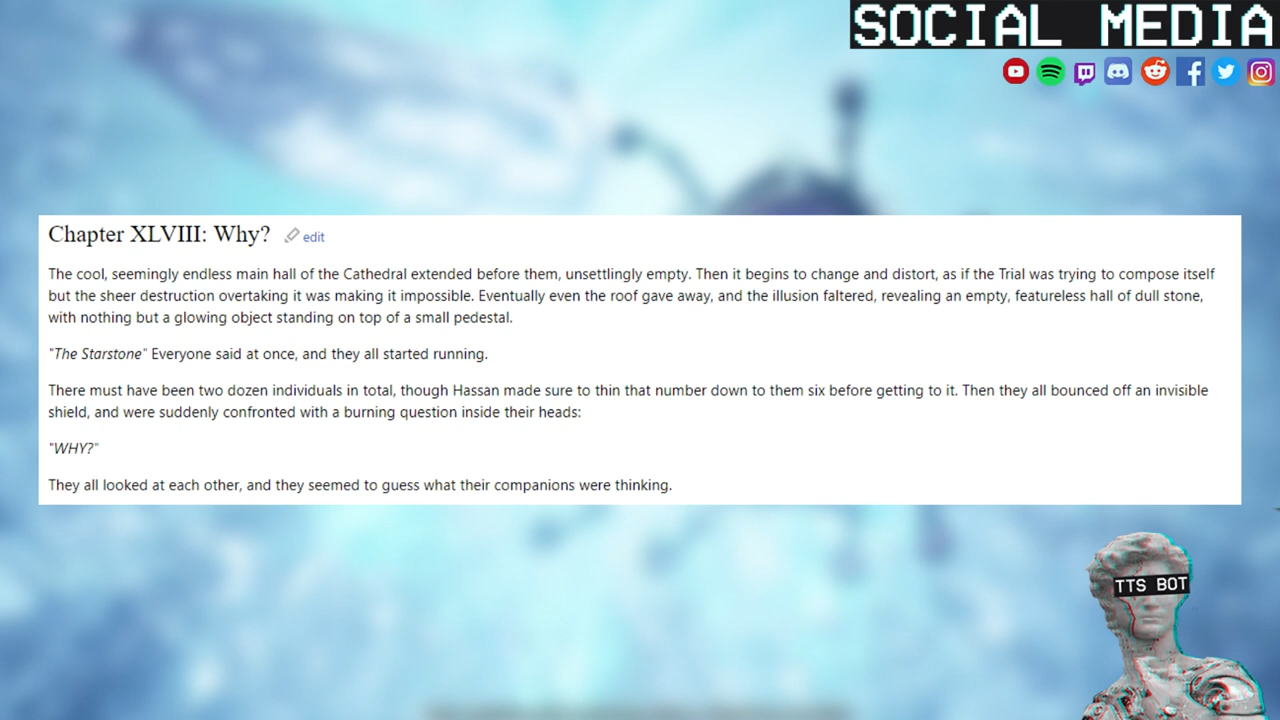 SOCIAL MEDIA
Chapter XLVIII: Why? edit
The cool, seemingly endless main hall of the Cathedral extended before them, unsettlingly empty. Then it begins to change and distort, as if the Trial was trying to compose itself
but the sheer destruction overtaking it was making it impossible. Eventually even the roof gave away, and the illusion faltered, revealing an empty, featureless hall of dull stone,
with nothing but a glowing object standing on top of a small pedestal.
"The Starstone" Everyone said at once, and they all started running.
There must have been two dozen individuals in total, though Hassan made sure to thin that number down to them six before getting to it. Then they all bounced off an invisible
shield, and were suddenly confronted with a burning question inside their heads:
"WHY?"
They all looked at each other, and they seemed to guess what their companions were thinking.
TTS BOT